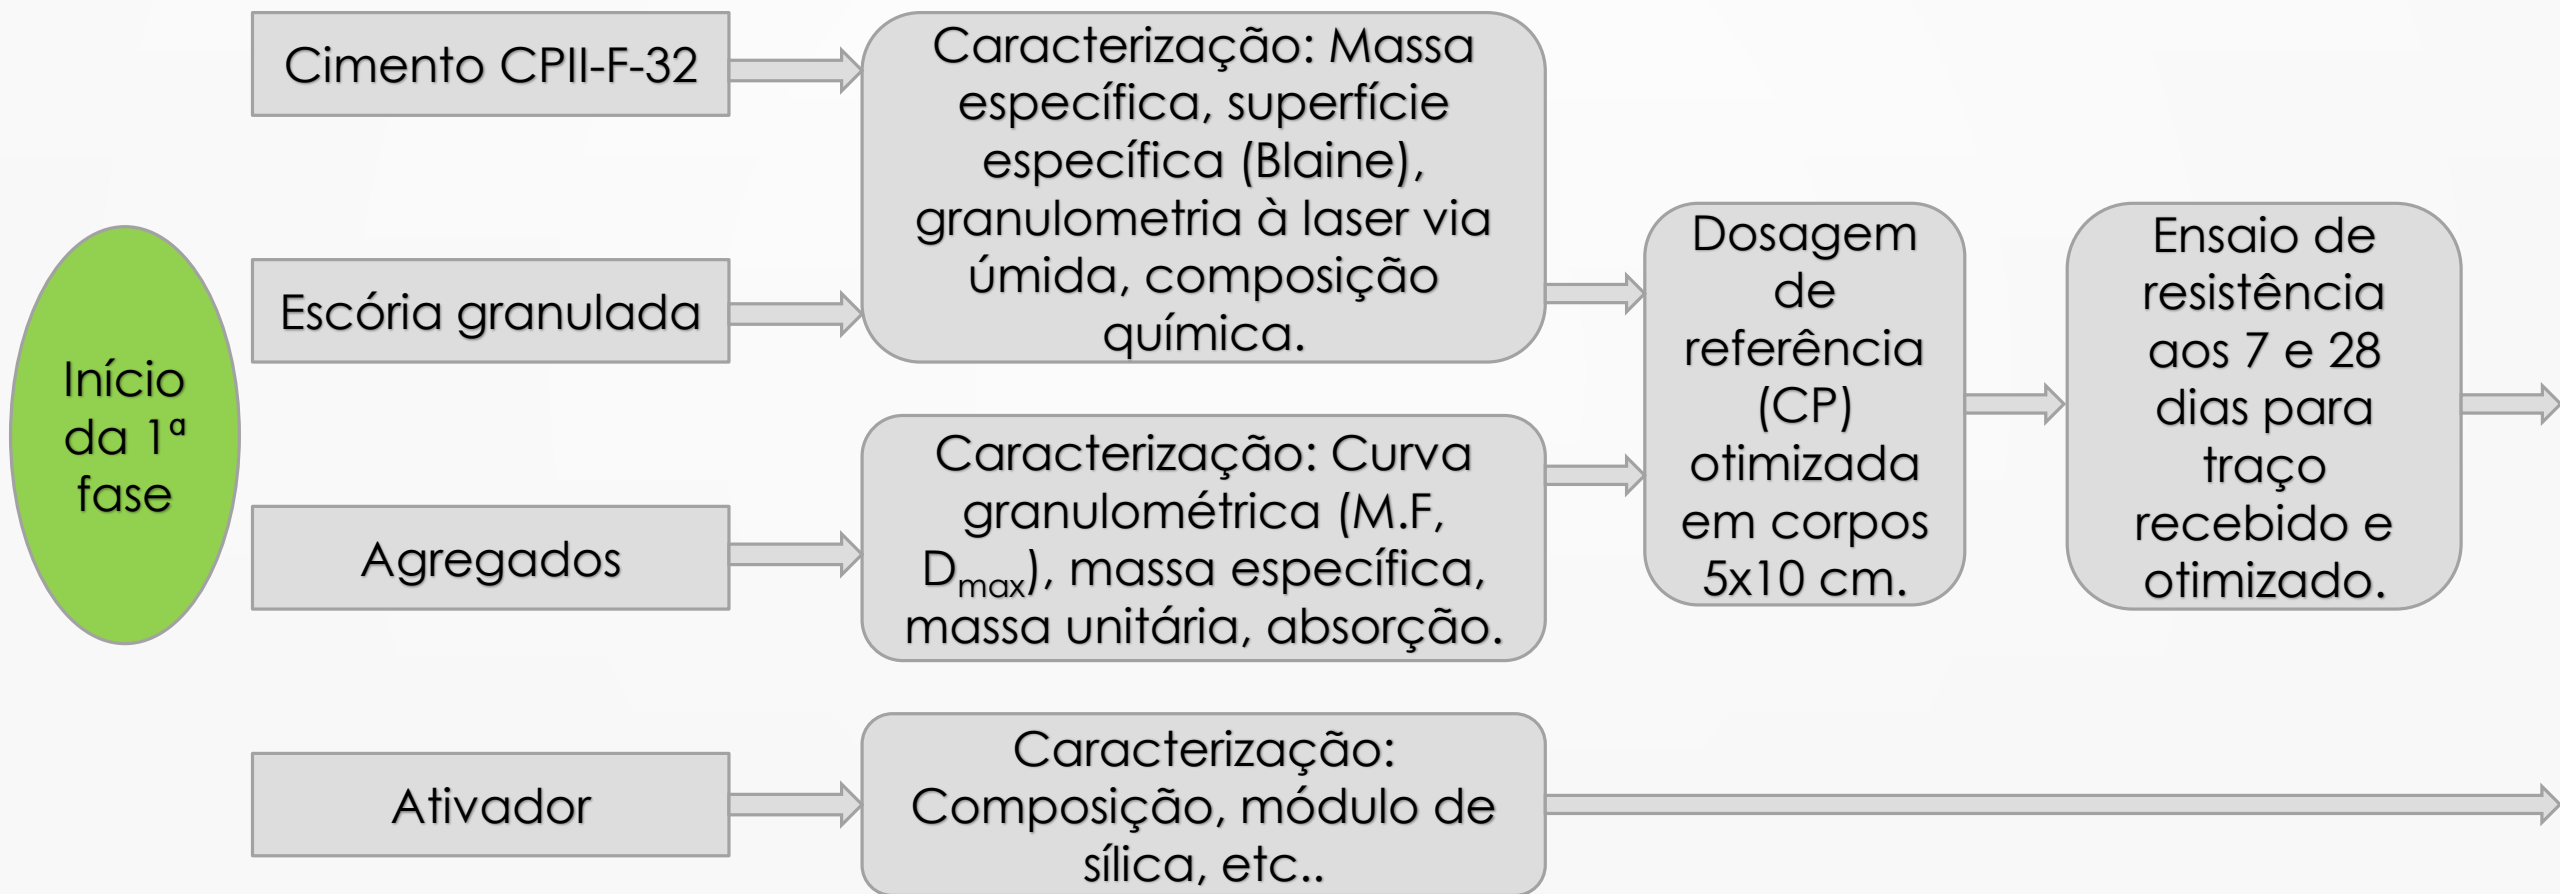 Início
da 1ª
fase
Cimento CPII-F-32
Escória granulada
Agregados
Ativador
Caracterização: Massa
específica, superfície
específica (Blaine),
granulometria à laser via
úmida, composição
química.
Caracterização: Curva
granulométrica (M.F,
Dmax), massa específica,
massa unitária, absorção.
Caracterização:
Composição, módulo de
sílica, etc..
Dosagem
de
referência
(CP)
otimizada
em corpos
5x10 cm.
Ensaio de
resistência
aos 7 e 28
dias para
traço
recebido e
otimizado.